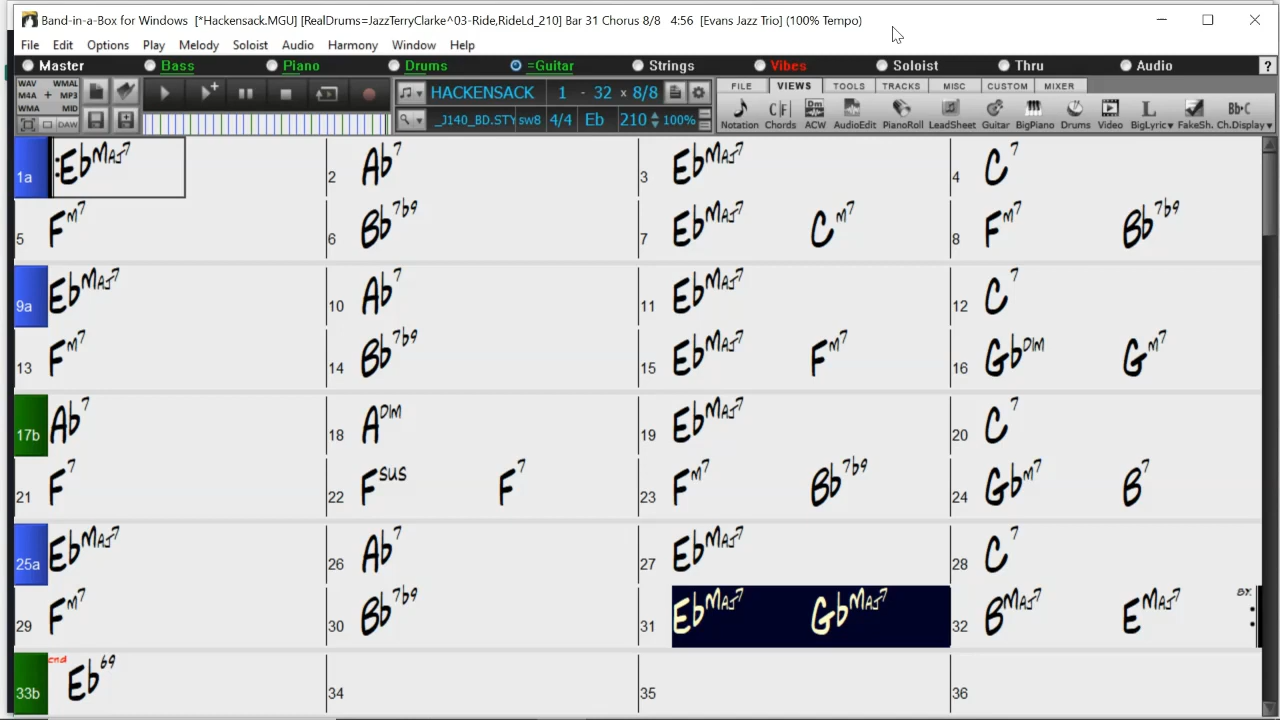 Band-in-a-Box for Windows [*Hackensack.MGU] [RealDrums=JazzTerryClarke^03-Ride,RideLd_210] Bar 31 Chorus 8/8 4:56 [Evans Jazz Trio] (100% Tempo)
File Edit Options Play Melody Soloist Audio Harmony Window Help
Master Bass Piano Drums =Guitar Strings Vibes Soloist Thru Audio ?
WAV WMAL
M4A + MP3
WMA MID
DAW
HACKENSACK 1 - 32 x 8/8
_J140_BD.STY sw8 4/4 Eb 210 100%
FILE VIEWS TOOLS TRACKS MISC CUSTOM MIXER
Dm C|F Bb·C
Notation Chords ACW AudioEdit PianoRoll LeadSheet Guitar BigPiano Drums Video BigLyric FakeSh. Ch.Display
1a :EbMaj7 2 Ab7 3 EbMaj7 4 C7
5 Fm7 6 Bb7b9 7 EbMaj7 Cm7 8 Fm7 Bb7b9
9a EbMaj7 10 Ab7 11 EbMaj7 12 C7
13 Fm7 14 Bb7b9 15 EbMaj7 Fm7 16 GbDIM Gm7
17b Ab7 18 ADIM 19 EbMaj7 20 C7
21 F7 22 FSUS F7 23 Fm7 Bb7b9 24 Gbm7 B7
25a EbMaj7 26 Ab7 27 EbMaj7 28 C7
29 Fm7 30 Bb7b9 31 EbMaj7 GbMaj7 32 BMaj7 EMaj7 :
33b end Eb69 34 35 36